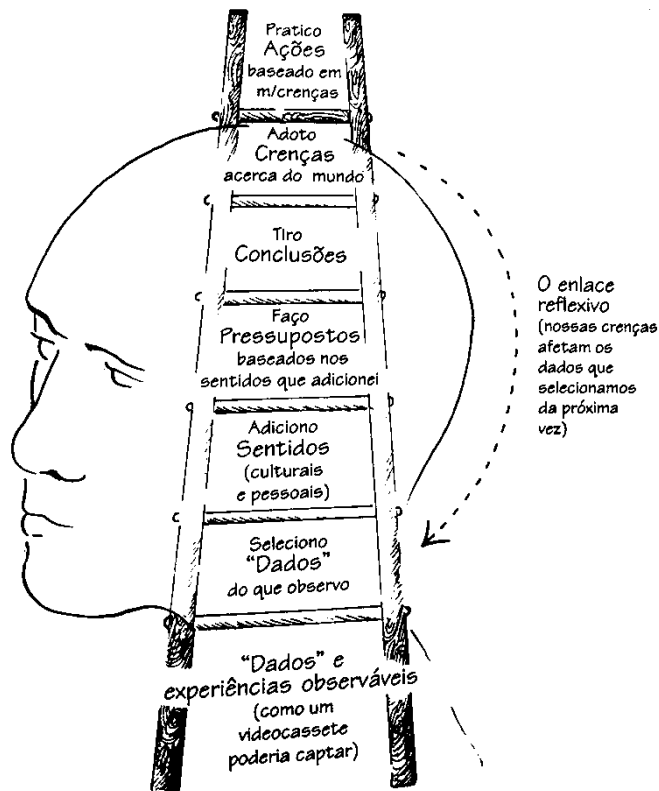 Pratico
Ações
baseado em
m/crenças
Adoto
Crenças
acerca do mundo
Tiro
Conclusões
Faço
Pressupostos
baseados nos
sentidos que adicionei
Adiciono
Sentidos
(culturais
e pessoais)
Seleciono
“Dados”
do que observo
“Dados” e
experiências observáveis
(como um
videocassete
poderia captar)
O enlace
reflexivo
(nossas crenças
afetam os
dados que
selecionamos
da próxima
vez)